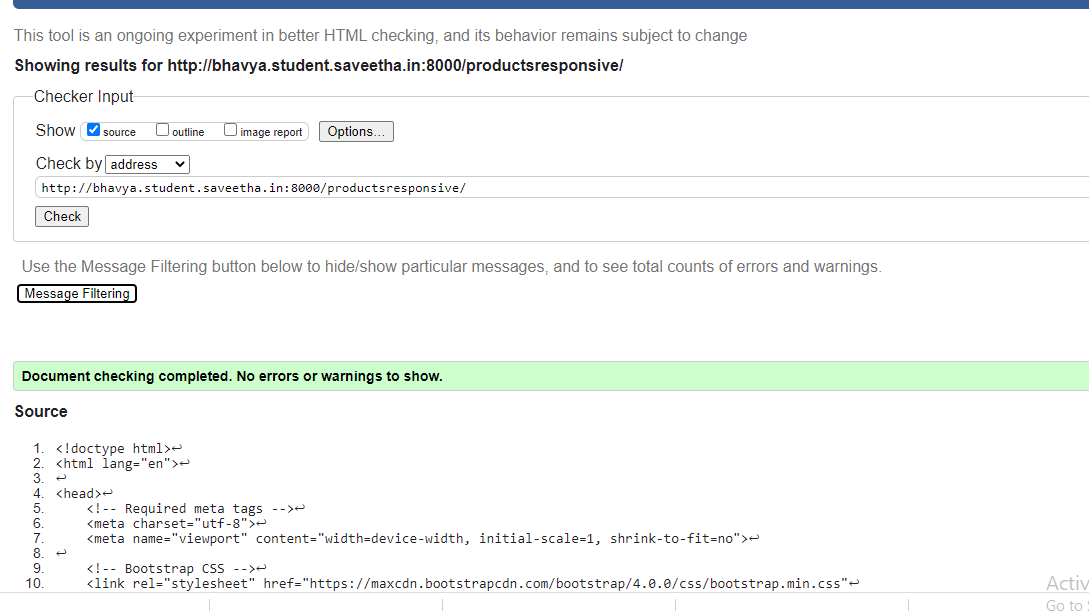 This tool is an ongoing experiment in better HTML checking, and its behavior remains subject to change
Showing results for http://bhavya.student.saveetha.in:8000/productsresponsive/
Checker Input
Show source outline image report Options...
Check by address
http://bhavya.student.saveetha.in:8000/productsresponsive/
Check
Use the Message Filtering button below to hide/show particular messages, and to see total counts of errors and warnings.
Message Filtering
Document checking completed. No errors or warnings to show.
Source
1. <!doctype html>↩
2. <html lang="en">↩
3. ↩
4. <head>↩
5. <!-- Required meta tags -->↩
6. <meta charset="utf-8">↩
7. <meta name="viewport" content="width=device-width, initial-scale=1, shrink-to-fit=no">↩
8. ↩
9. <!-- Bootstrap CSS -->↩
10. <link rel="stylesheet" href="https://maxcdn.bootstrapcdn.com/bootstrap/4.0.0/css/bootstrap.min.css"↩
Activ
Go to